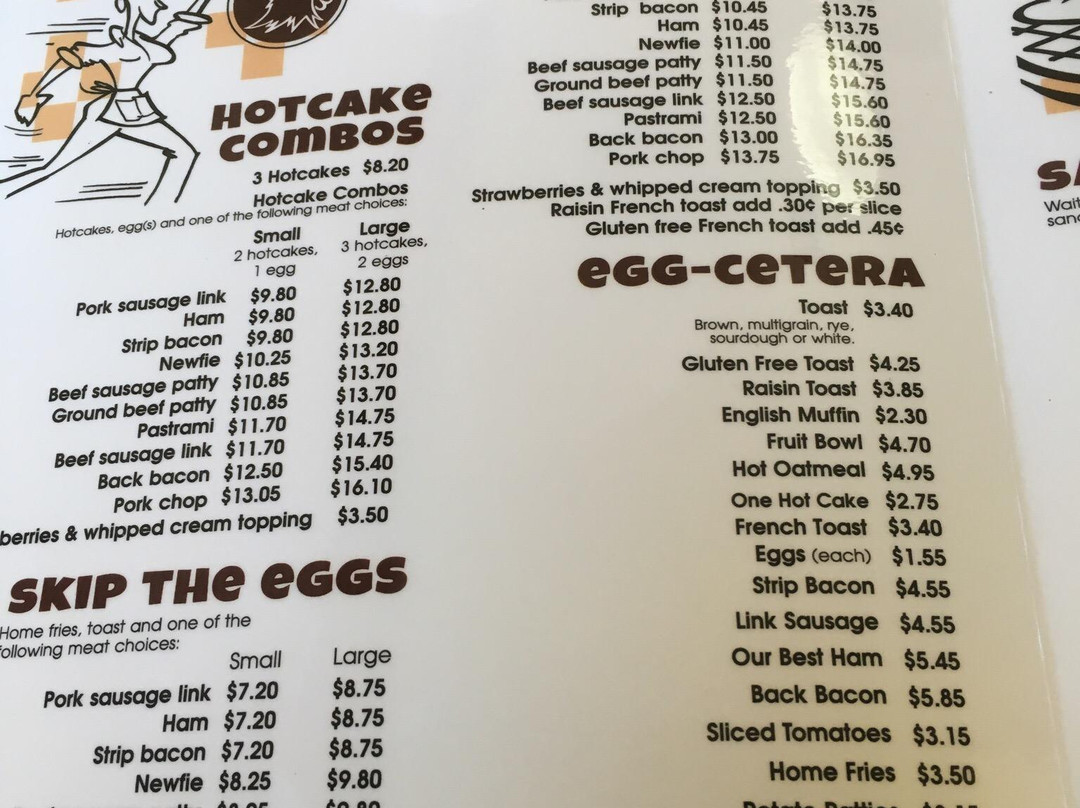 HOTCAKE
COMBOS
3 Hotcakes $8.20
Hotcake Combos
Hotcakes, egg(s) and one of the following meat choices:
Small Large
2 hotcakes, 3 hotcakes,
1 egg 2 eggs
Pork sausage link $9.80 $12.80
Ham $9.80 $12.80
Strip bacon $9.80 $12.80
Newfie $10.25 $13.20
Beef sausage patty $10.85 $13.70
Ground beef patty $10.85 $13.70
Pastrami $11.70 $14.75
Beef sausage link $11.70 $14.75
Back bacon $12.50 $15.40
Pork chop $13.05 $16.10
berries & whipped cream topping $3.50
SKIP THE EGGS
Home fries, toast and one of the
following meat choices:
Small Large
Pork sausage link $7.20 $8.75
Ham $7.20 $8.75
Strip bacon $7.20 $8.75
Newfie $8.25 $9.80
Strip bacon $10.45 $13.75
Ham $10.45 $13.75
Newfie $11.00 $14.00
Beef sausage patty $11.50 $14.75
Ground beef patty $11.50 $14.75
Beef sausage link $12.50 $15.60
Pastrami $12.50 $15.60
Back bacon $13.00 $16.35
Pork chop $13.75 $16.95
Strawberries & whipped cream topping $3.50
Raisin French toast add .30¢ per slice
Gluten free French toast add .45¢
EGG-CETERA
Toast $3.40
Brown, multigrain, rye,
sourdough or white.
Gluten Free Toast $4.25
Raisin Toast $3.85
English Muffin $2.30
Fruit Bowl $4.70
Hot Oatmeal $4.95
One Hot Cake $2.75
French Toast $3.40
Eggs (each) $1.55
Strip Bacon $4.55
Link Sausage $4.55
Our Best Ham $5.45
Back Bacon $5.85
Sliced Tomatoes $3.15
Home Fries $3.50